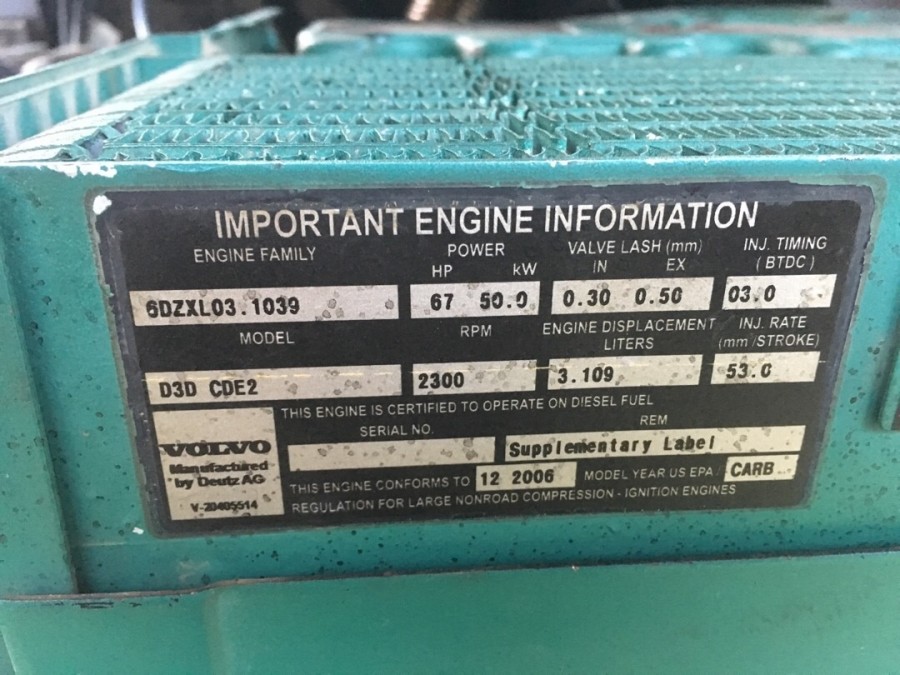 IMPORTANT ENGINE INFORMATION
ENGINE FAMILY POWER VALVE LASH (mm) INJ. TIMING
HP kW IN EX (BTDC)
6DZXL03.1039 67 50.0 0.30 0.50 03.0
MODEL RPM ENGINE DISPLACEMENT INJ. RATE
LITERS (mm /STROKE)
D3D CDE2 2300 3.109 53.0
THIS ENGINE IS CERTIFIED TO OPERATE ON DIESEL FUEL
SERIAL NO. REM
VOLVO Supplementary Label
Manufactured
by Deutz AG
THIS ENGINE CONFORMS TO 12 2006 MODEL YEAR US EPA / CARB
V-20405514
REGULATION FOR LARGE NONROAD COMPRESSION - IGNITION ENGINES